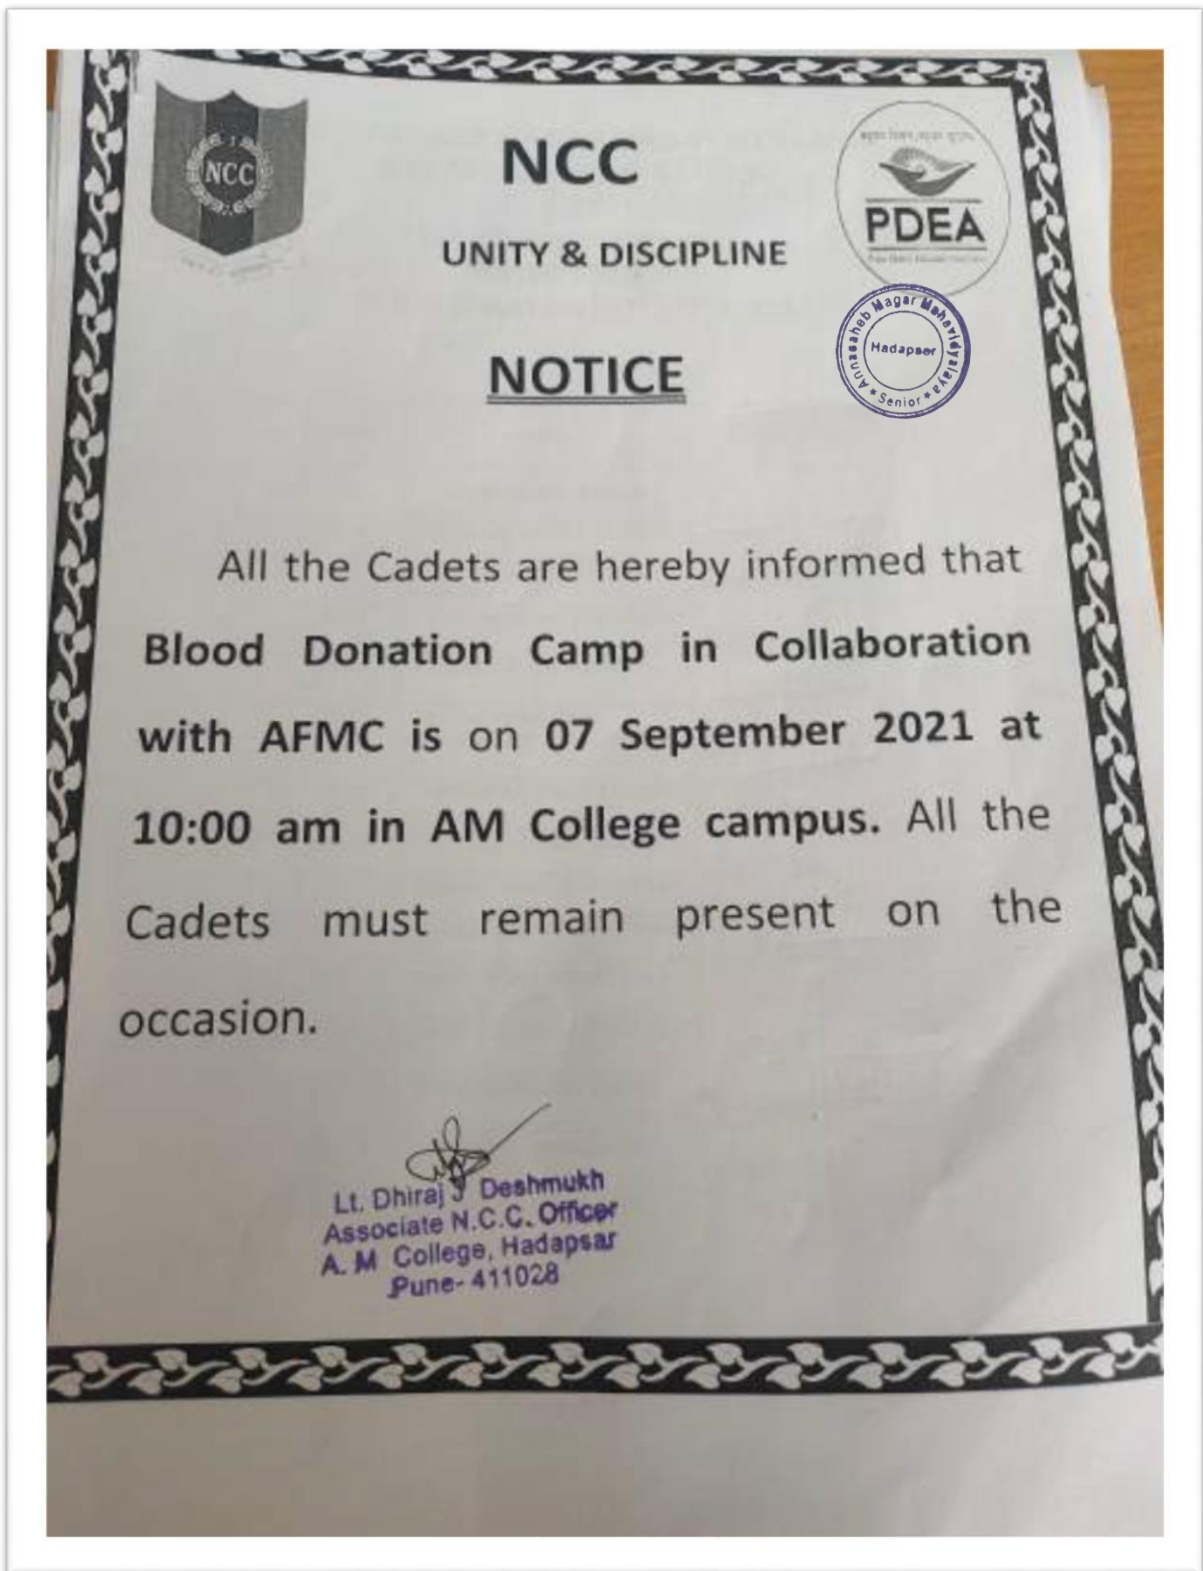 NCC
NCC
UNITY & DISCIPLINE
PDEA
Annasaheb Magar Mahavidyalaya
Hadapsar
* Senior *
NOTICE
All the Cadets are hereby informed that
Blood Donation Camp in Collaboration
with AFMC is on 07 September 2021 at
10:00 am in AM College campus. All the
Cadets must remain present on the
occasion.
Lt. Dhiraj J Deshmukh
Associate N.C.C. Officer
A. M College, Hadapsar
Pune- 411028